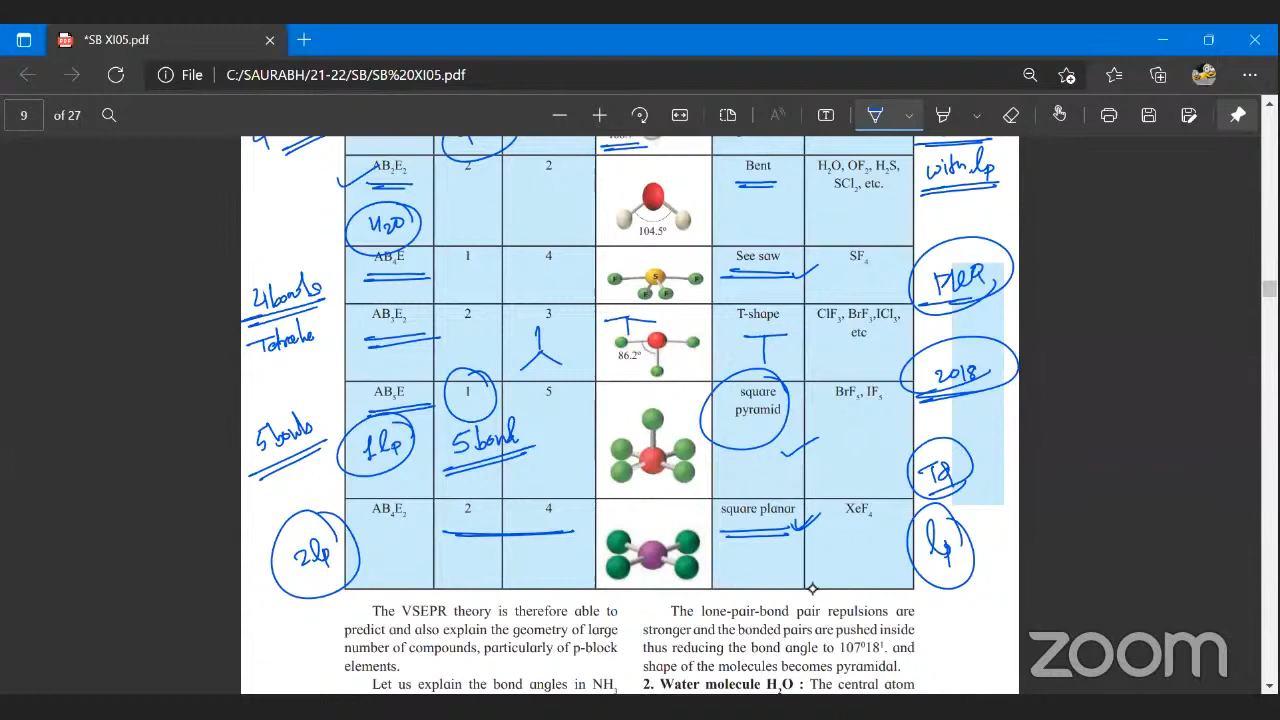 *SB XI05.pdf
File C:/SAURABH/21-22/SB/SB%20XI05.pdf
9 of 27
AB₂E₂ 2 2 Bent H₂O, OF₂, H₂S, SCl₂, etc.
with lp
H2O
104.5°
AB₄E 1 4 See saw SF₄
4 bonds
F S F F F
AB₃E₂ 2 3 T-shape ClF₃, BrF₃, ICl₃, etc
T
T
86.2°
2018
AB₅E 1 5 square pyramid BrF₅, IF₅
5 bonds
1 lp
5 bond
AB₄E₂ 2 4 square planar XeF₄
2lp
lp
The VSEPR theory is therefore able to
predict and also explain the geometry of large
number of compounds, particularly of p-block
elements.
Let us explain the bond angles in NH₃
The lone-pair-bond pair repulsions are
stronger and the bonded pairs are pushed inside
thus reducing the bond angle to 107⁰18¹. and
shape of the molecules becomes pyramidal.
2. Water molecule H₂O : The central atom
zoom